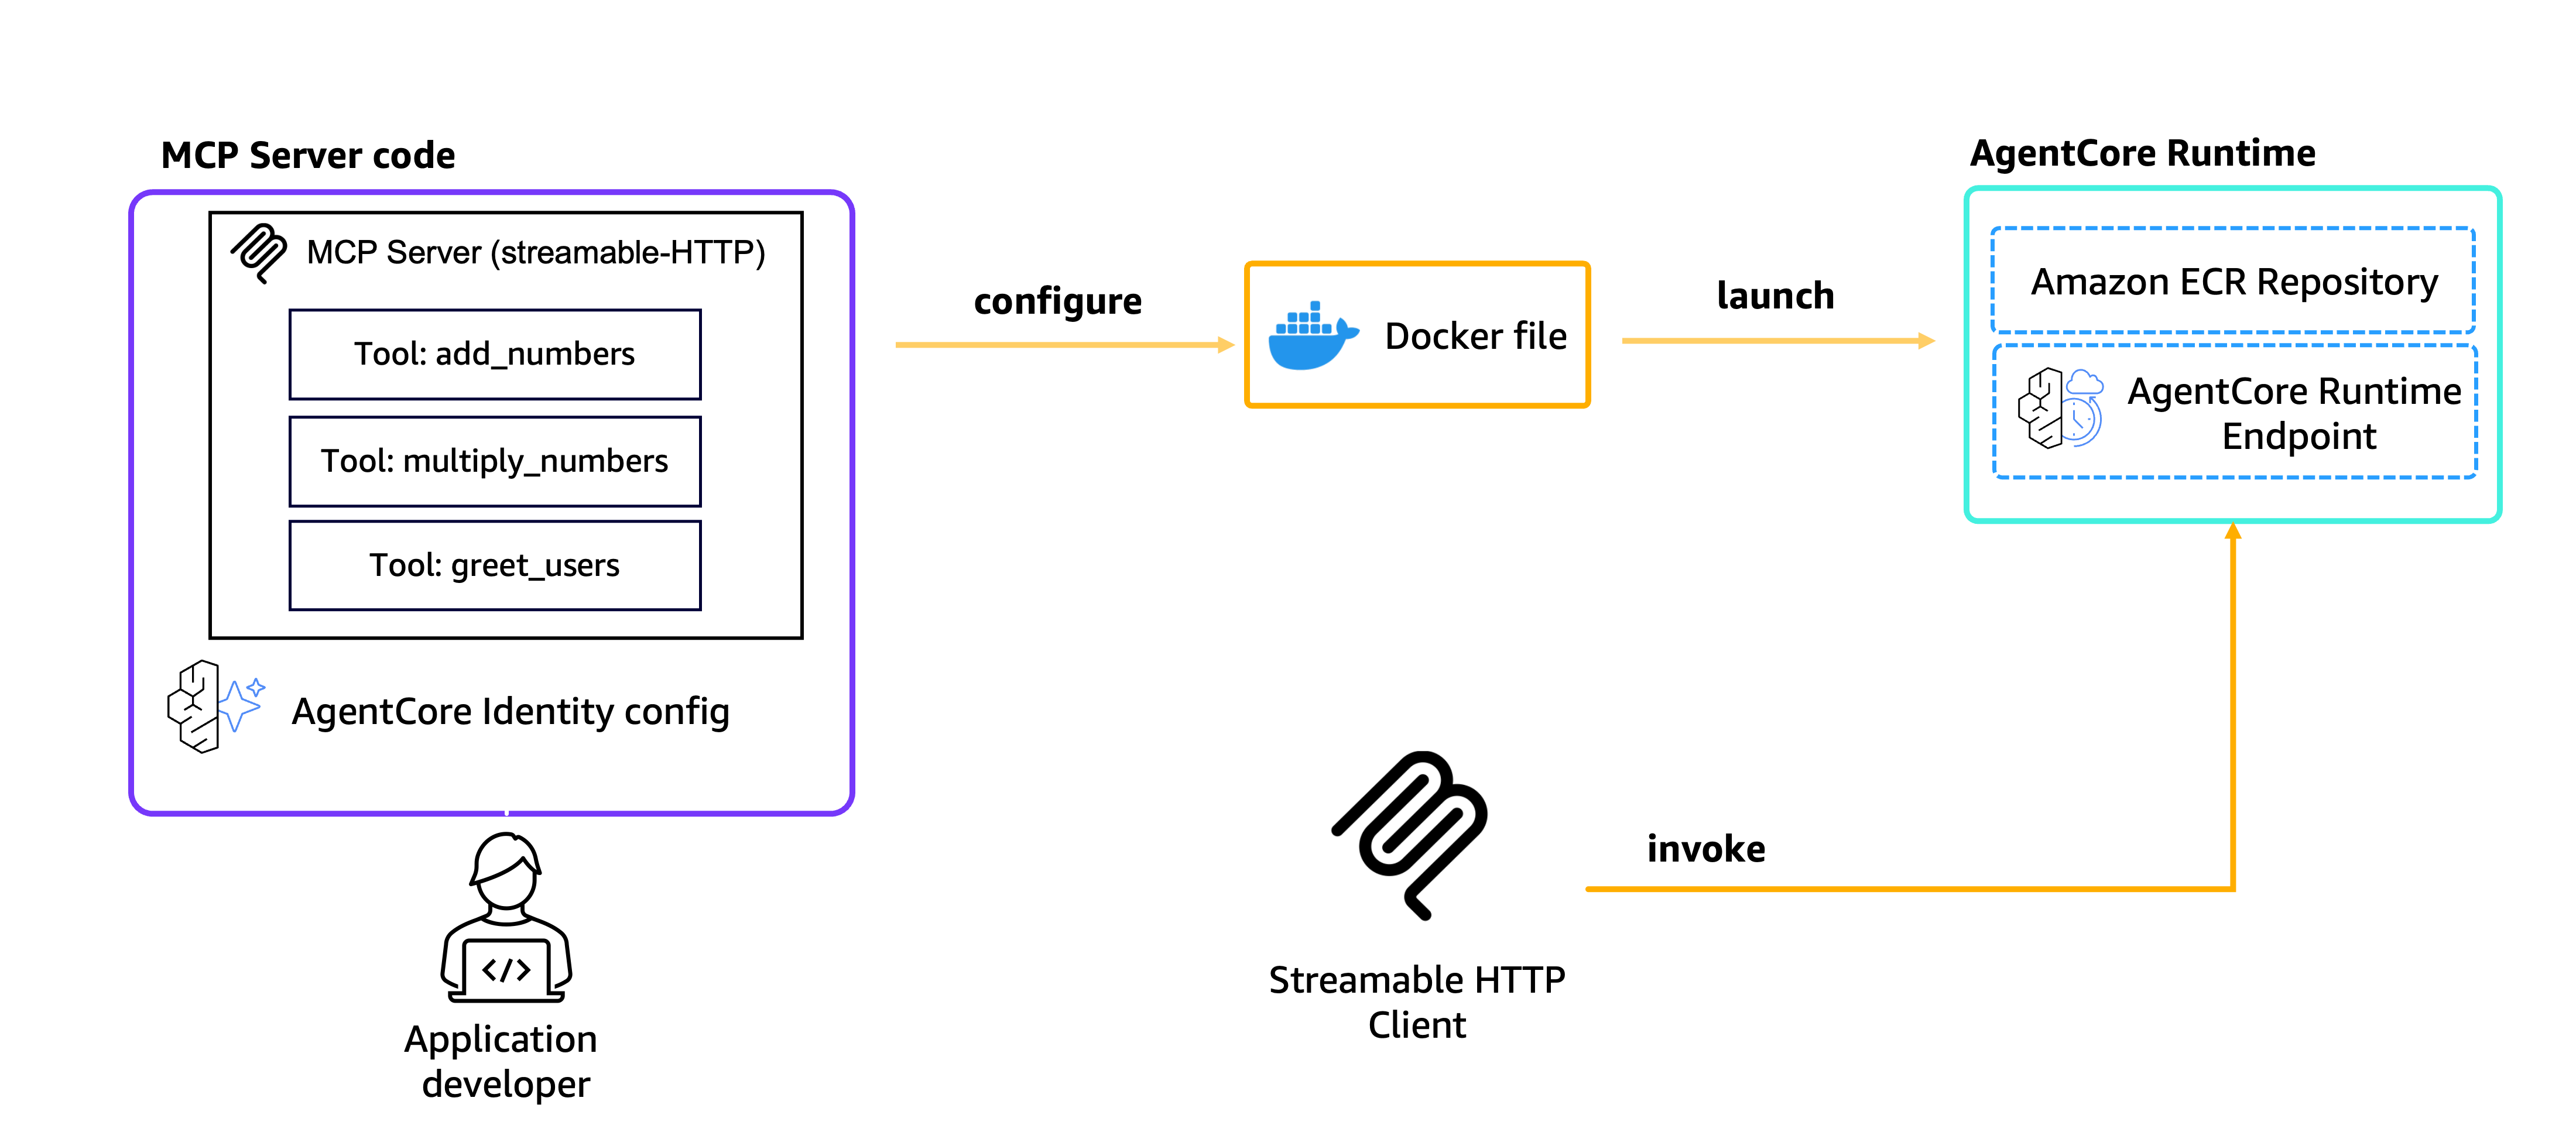 MCP Server code
MCP Server (streamable-HTTP)
Tool: add_numbers
Tool: multiply_numbers
Tool: greet_users
AgentCore Identity config
Application
developer
configure
Docker file
launch
AgentCore Runtime
Amazon ECR Repository
AgentCore Runtime
Endpoint
invoke
Streamable HTTP
Client